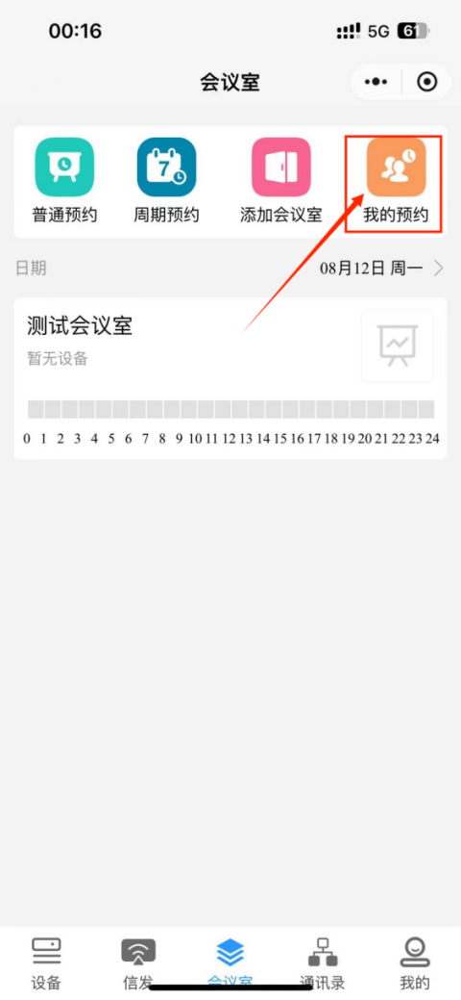 00:16 5G 61
会议室
7
普通预约 周期预约 添加会议室 我的预约
日期 08月12日 周一
测试会议室
暂无设备
0 1 2 3 4 5 6 7 8 9 10 11 12 13 14 15 16 17 18 19 20 21 22 23 24
设备 信发 会议室 通讯录 我的